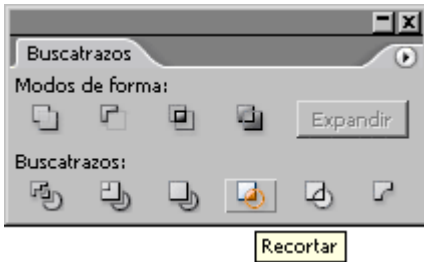 Buscatrazos
Modos de forma:
Expandir
Buscatrazos:
Recortar